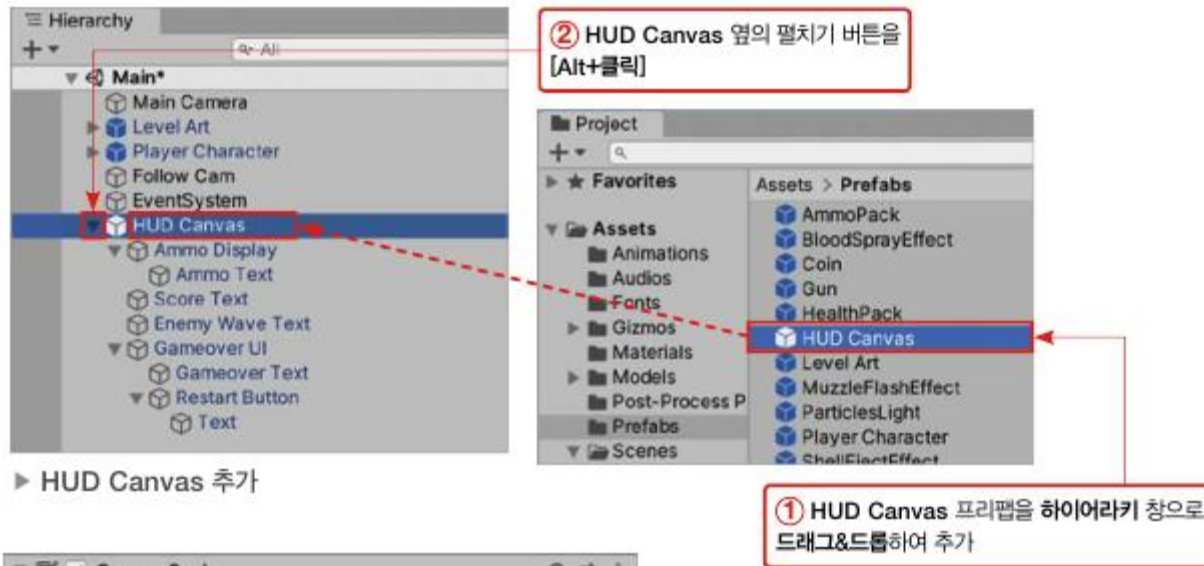 Hierarchy
All
Main*
Main Camera
Level Art
Player Character
Follow Cam
EventSystem
HUD Canvas
Ammo Display
Ammo Text
Score Text
Enemy Wave Text
Gameover UI
Gameover Text
Restart Button
Text
▶ HUD Canvas 추가
② HUD Canvas 옆의 펼치기 버튼을
[Alt+클릭]
Project
Favorites
Assets
Animations
Audios
Fonts
Gizmos
Materials
Models
Post-Process P
Prefabs
Scenes
Assets > Prefabs
AmmoPack
BloodSprayEffect
Coin
Gun
HealthPack
HUD Canvas
Level Art
MuzzleFlashEffect
ParticlesLight
Player Character
ShellEjectEffect
① HUD Canvas 프리팹을 하이어라키 창으로
드래그&드롭하여 추가